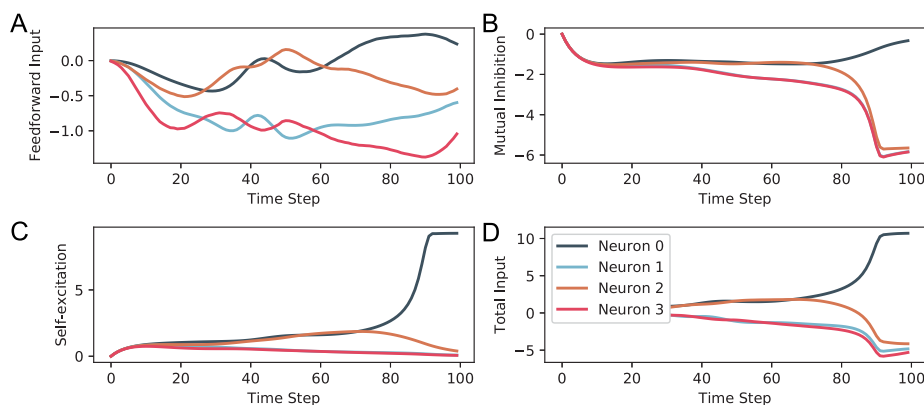 A
Feedforward Input
0.0
−0.5
−1.0
0 20 40 60 80 100
Time Step
B
Mutual Inhibition
0
−2
−4
−6
0 20 40 60 80 100
Time Step
C
Self-excitation
5
0
0 20 40 60 80 100
Time Step
D
Total Input
10
5
0
−5
Neuron 0
Neuron 1
Neuron 2
Neuron 3
0 20 40 60 80 100
Time Step